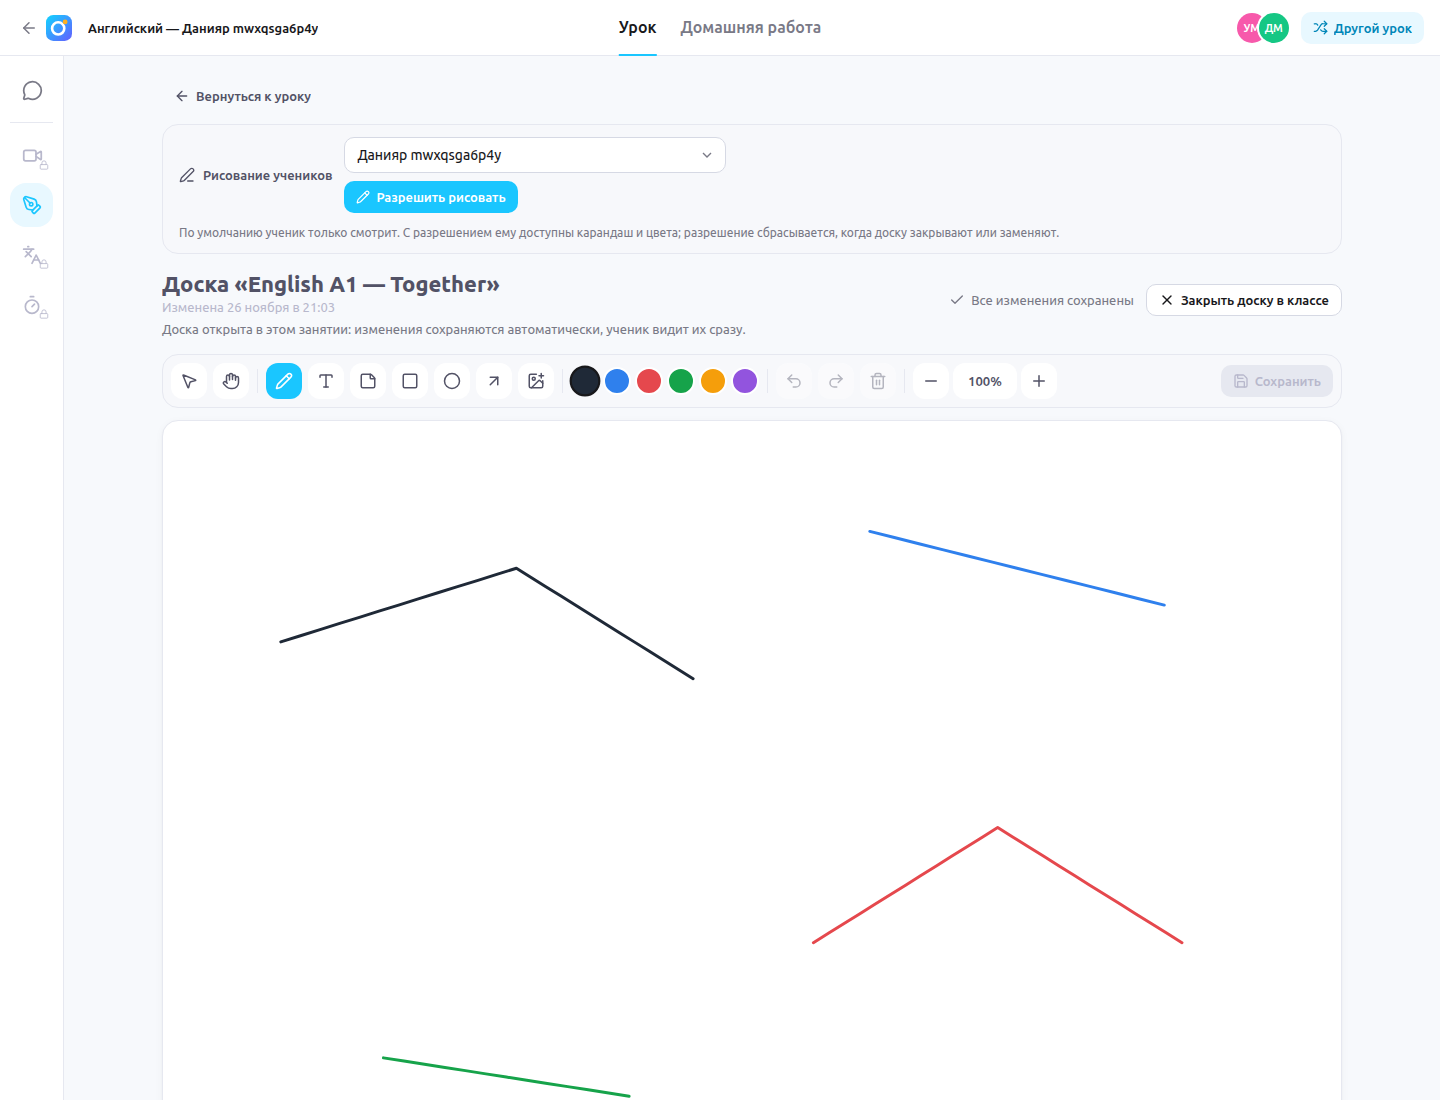 Английский — Данияр mwxqsga6p4y
Урок
Домашняя работа
УМ
ДМ
Другой урок
Вернуться к уроку
Рисование учеников
Данияр mwxqsga6p4y
Разрешить рисовать
По умолчанию ученик только смотрит. С разрешением ему доступны карандаш и цвета; разрешение сбрасывается, когда доску закрывают или заменяют.
Доска «English A1 — Together»
Изменена 26 ноября в 21:03
Все изменения сохранены
Закрыть доску в классе
Доска открыта в этом занятии: изменения сохраняются автоматически, ученик видит их сразу.
100%
Сохранить